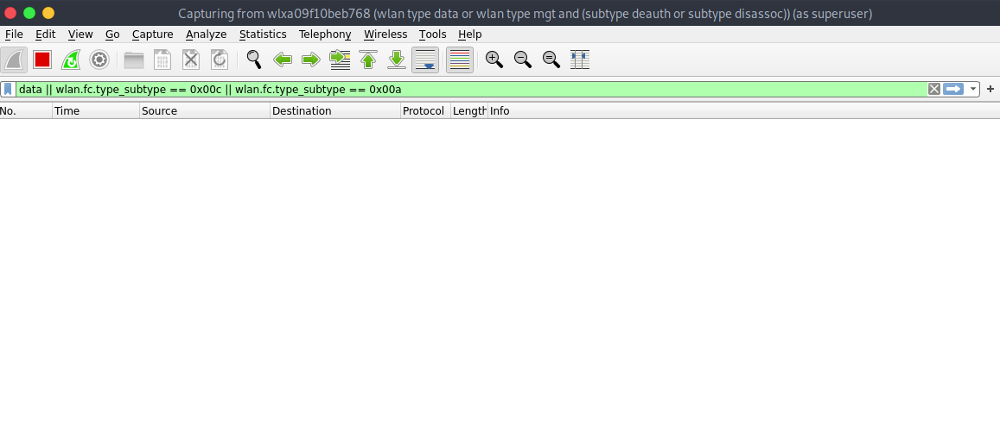 Capturing from wlxa09f10beb768 (wlan type data or wlan type mgt and (subtype deauth or subtype disassoc)) (as superuser)
File Edit View Go Capture Analyze Statistics Telephony Wireless Tools Help
data || wlan.fc.type_subtype == 0x00c || wlan.fc.type_subtype == 0x00a
No. Time Source Destination Protocol Length Info